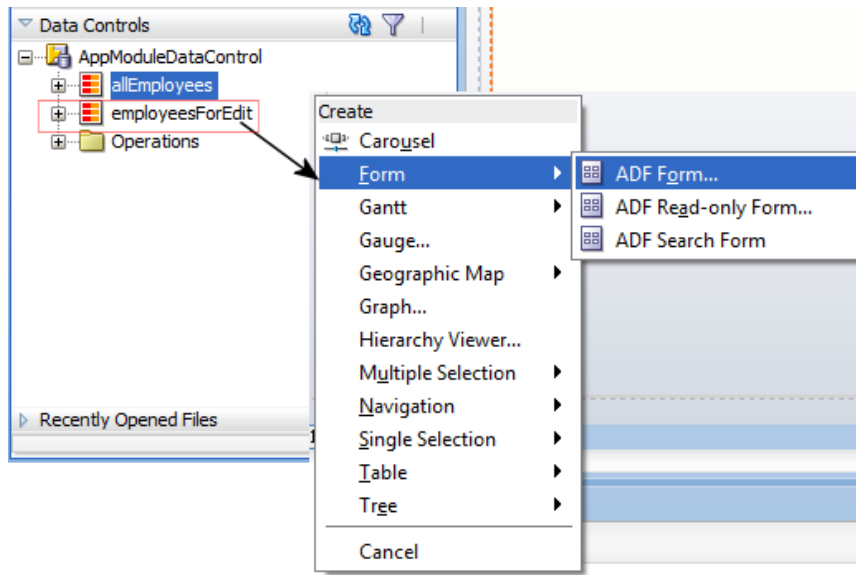 Data Controls
AppModuleDataControl
allEmployees
employeesForEdit
Operations
Recently Opened Files
1
Create
Carousel
Form
Gantt
Gauge...
Geographic Map
Graph...
Hierarchy Viewer...
Multiple Selection
Navigation
Single Selection
Table
Tree
Cancel
ADF Form...
ADF Read-only Form...
ADF Search Form